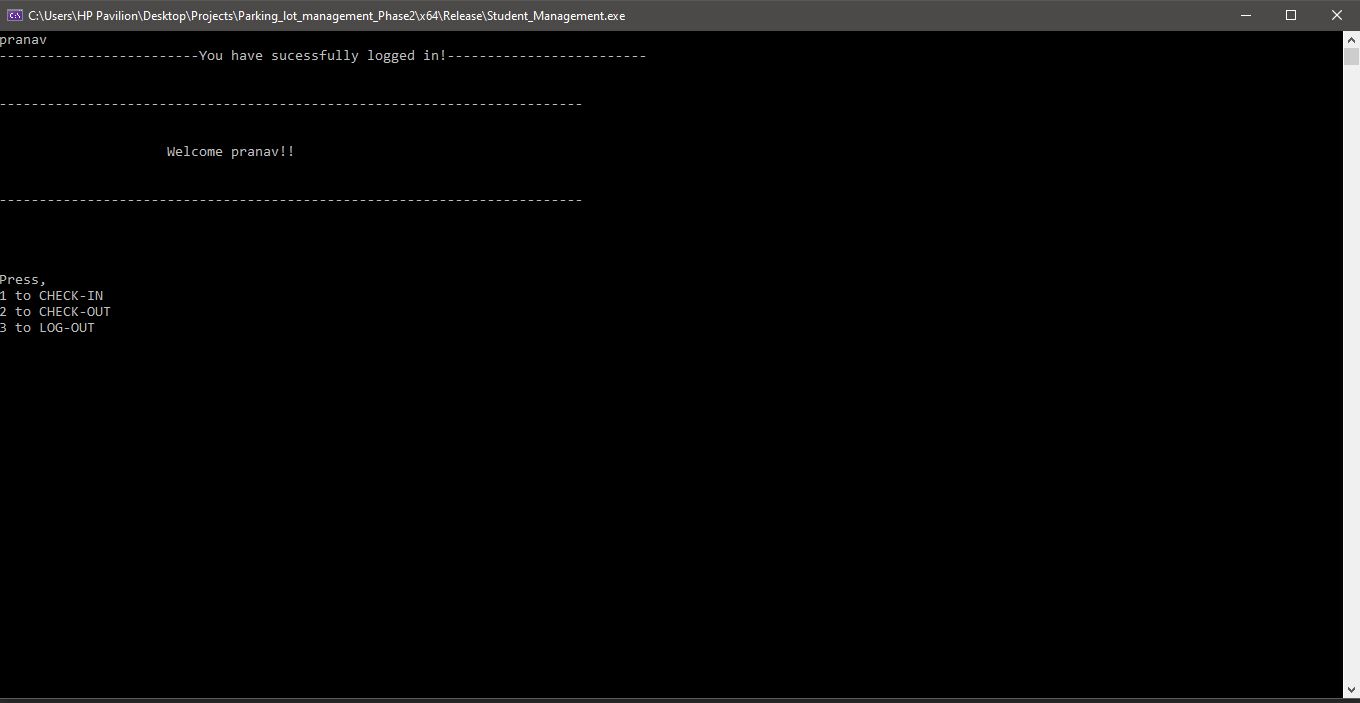 C:\Users\HP Pavilion\Desktop\Projects\Parking_lot_management_Phase2\x64\Release\Student_Management.exe
pranav
-------------------------You have sucessfully logged in!-------------------------
-------------------------------------------------------------------------
Welcome pranav!!
-------------------------------------------------------------------------
Press,
1 to CHECK-IN
2 to CHECK-OUT
3 to LOG-OUT